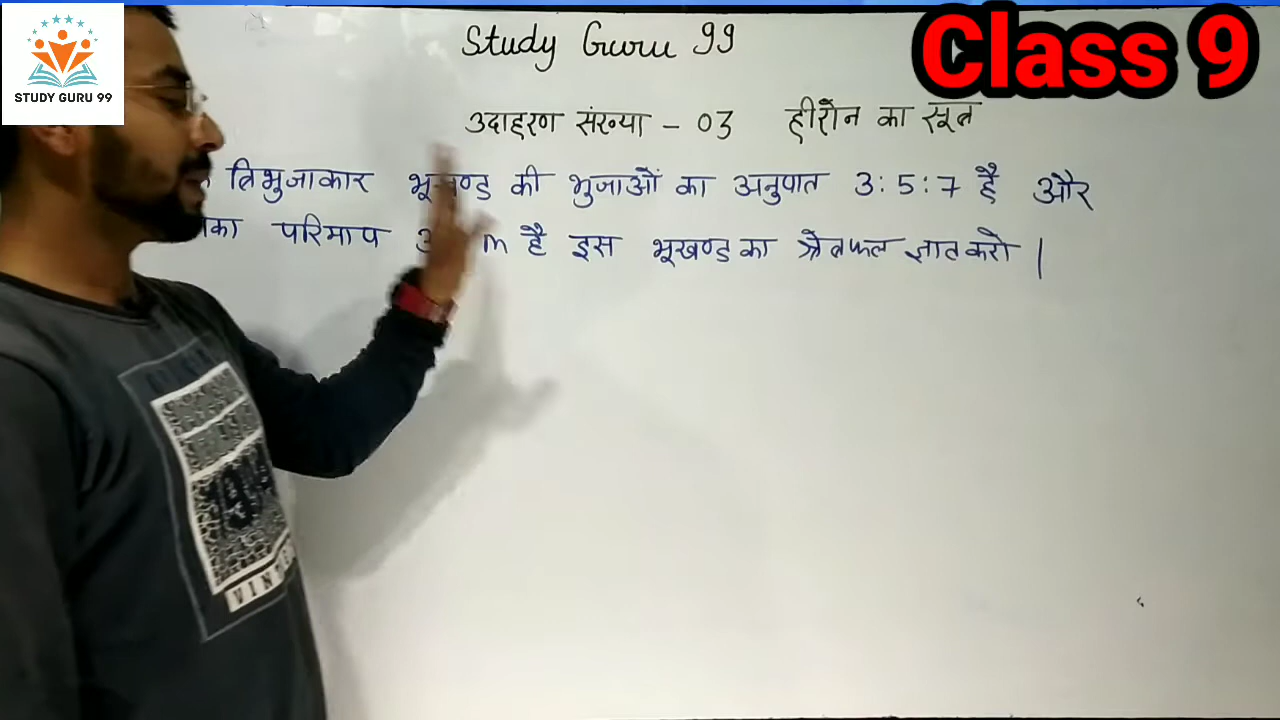 STUDY GURU 99
Study Guru 99
Class 9
उदाहरण संख्या - 03 हीरोन का सूत्र
त्रिभुजाकार भूखण्ड की भुजाओं का अनुपात 3:5:7 है और
परिमाप m है इस भूखण्ड का क्षेत्रफल ज्ञात करो |